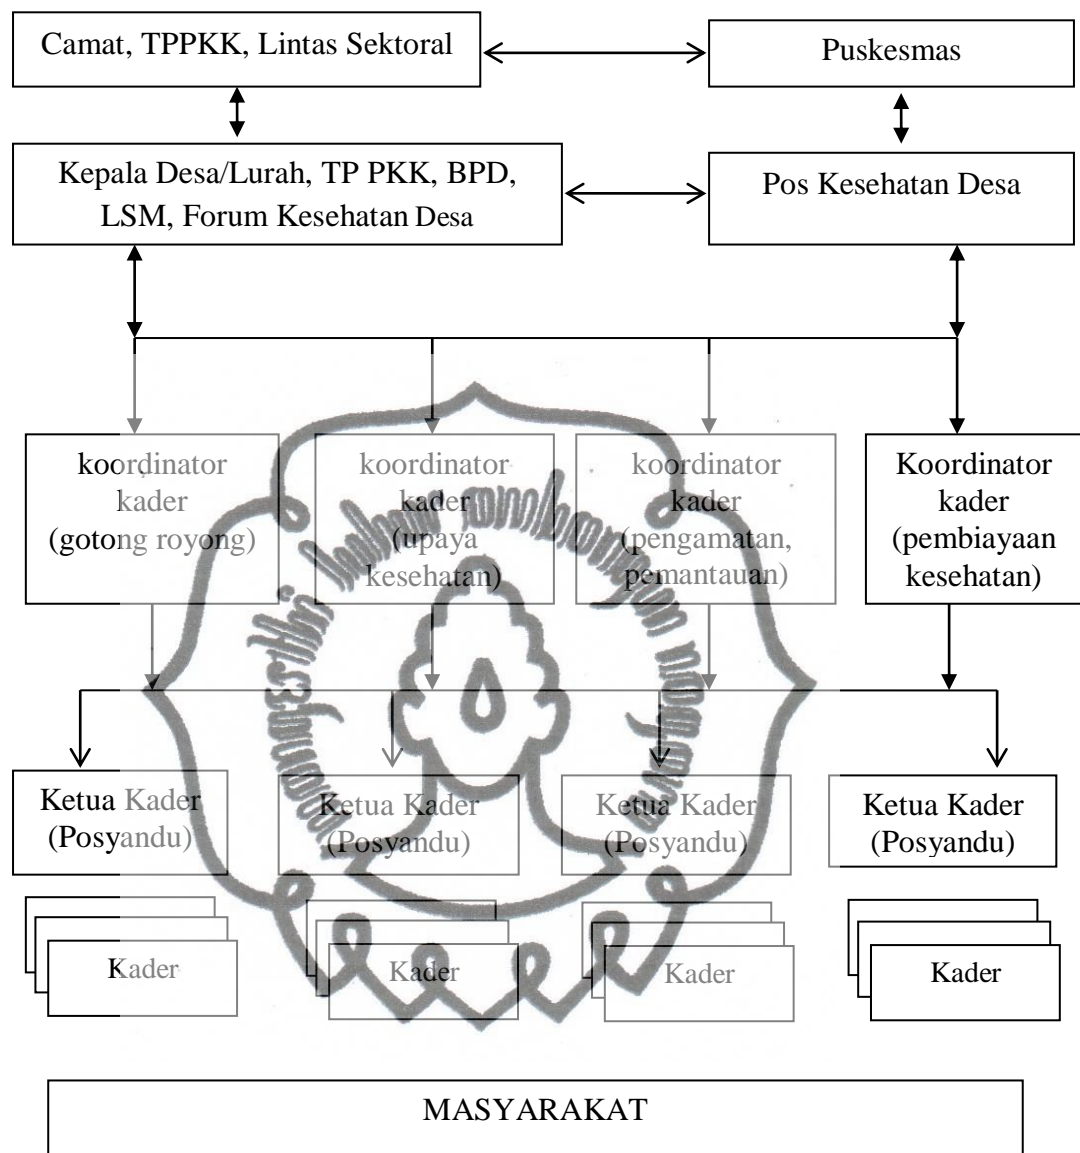 Camat, TPPKK, Lintas Sektoral
Puskesmas
Kepala Desa/Lurah, TP PKK, BPD,
LSM, Forum Kesehatan Desa
Pos Kesehatan Desa
koordinator
kader
(gotong royong)
koordinator
kader
(upaya
kesehatan)
koordinator
kader
(pengamatan,
pemantauan)
Koordinator
kader
(pembiayaan
kesehatan)
Ketua Kader
(Posyandu)
Ketua Kader
(Posyandu)
Ketua Kader
(Posyandu)
Ketua Kader
(Posyandu)
Kader
Kader
Kader
Kader
MASYARAKAT